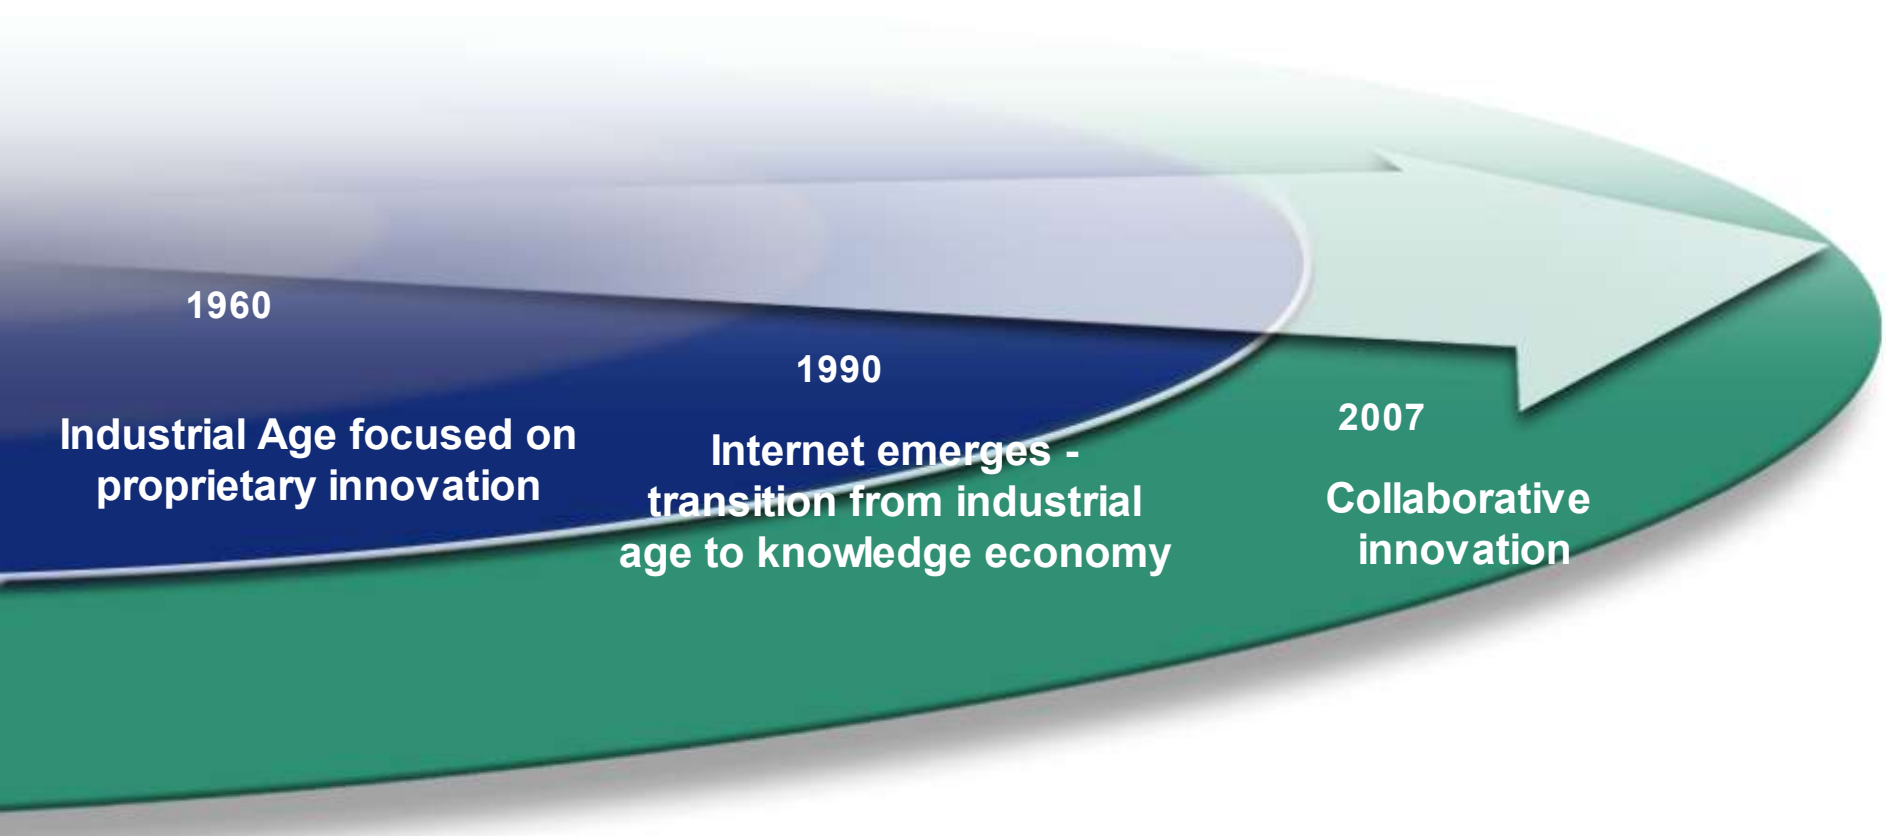 1960
Industrial Age focused on
proprietary innovation
1990
Internet emerges -
transition from industrial
age to knowledge economy
2007
Collaborative
innovation